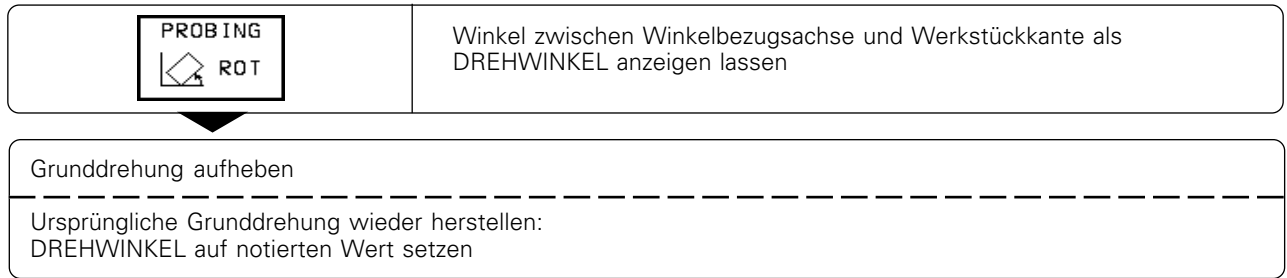 PROBING
ROT
Winkel zwischen Winkelbezugsachse und Werkstückkante als
DREHWINKEL anzeigen lassen
Grunddrehung aufheben
Ursprüngliche Grunddrehung wieder herstellen:
DREHWINKEL auf notierten Wert setzen